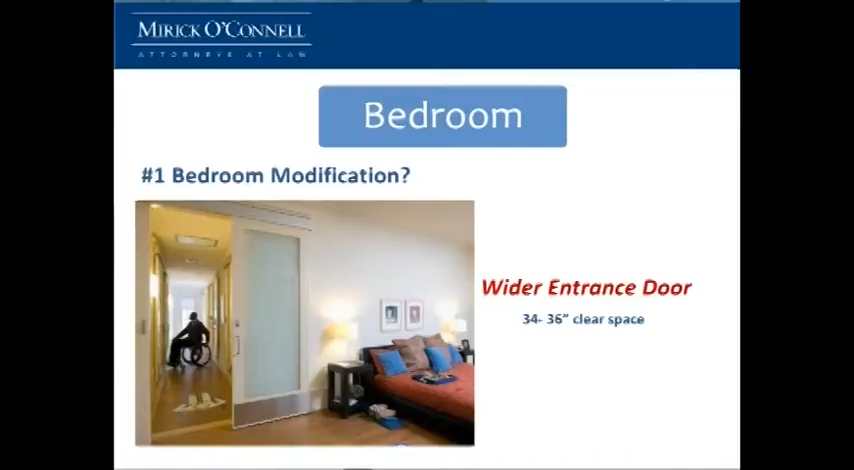 MIRICK O'CONNELL
ATTORNEYS AT LAW
Bedroom
#1 Bedroom Modification?
Wider Entrance Door
34- 36” clear space